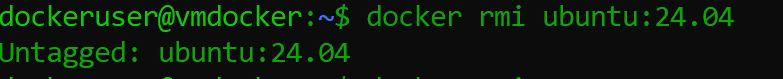 dockeruser@vmdocker:~$ docker rmi ubuntu:24.04
Untagged: ubuntu:24.04